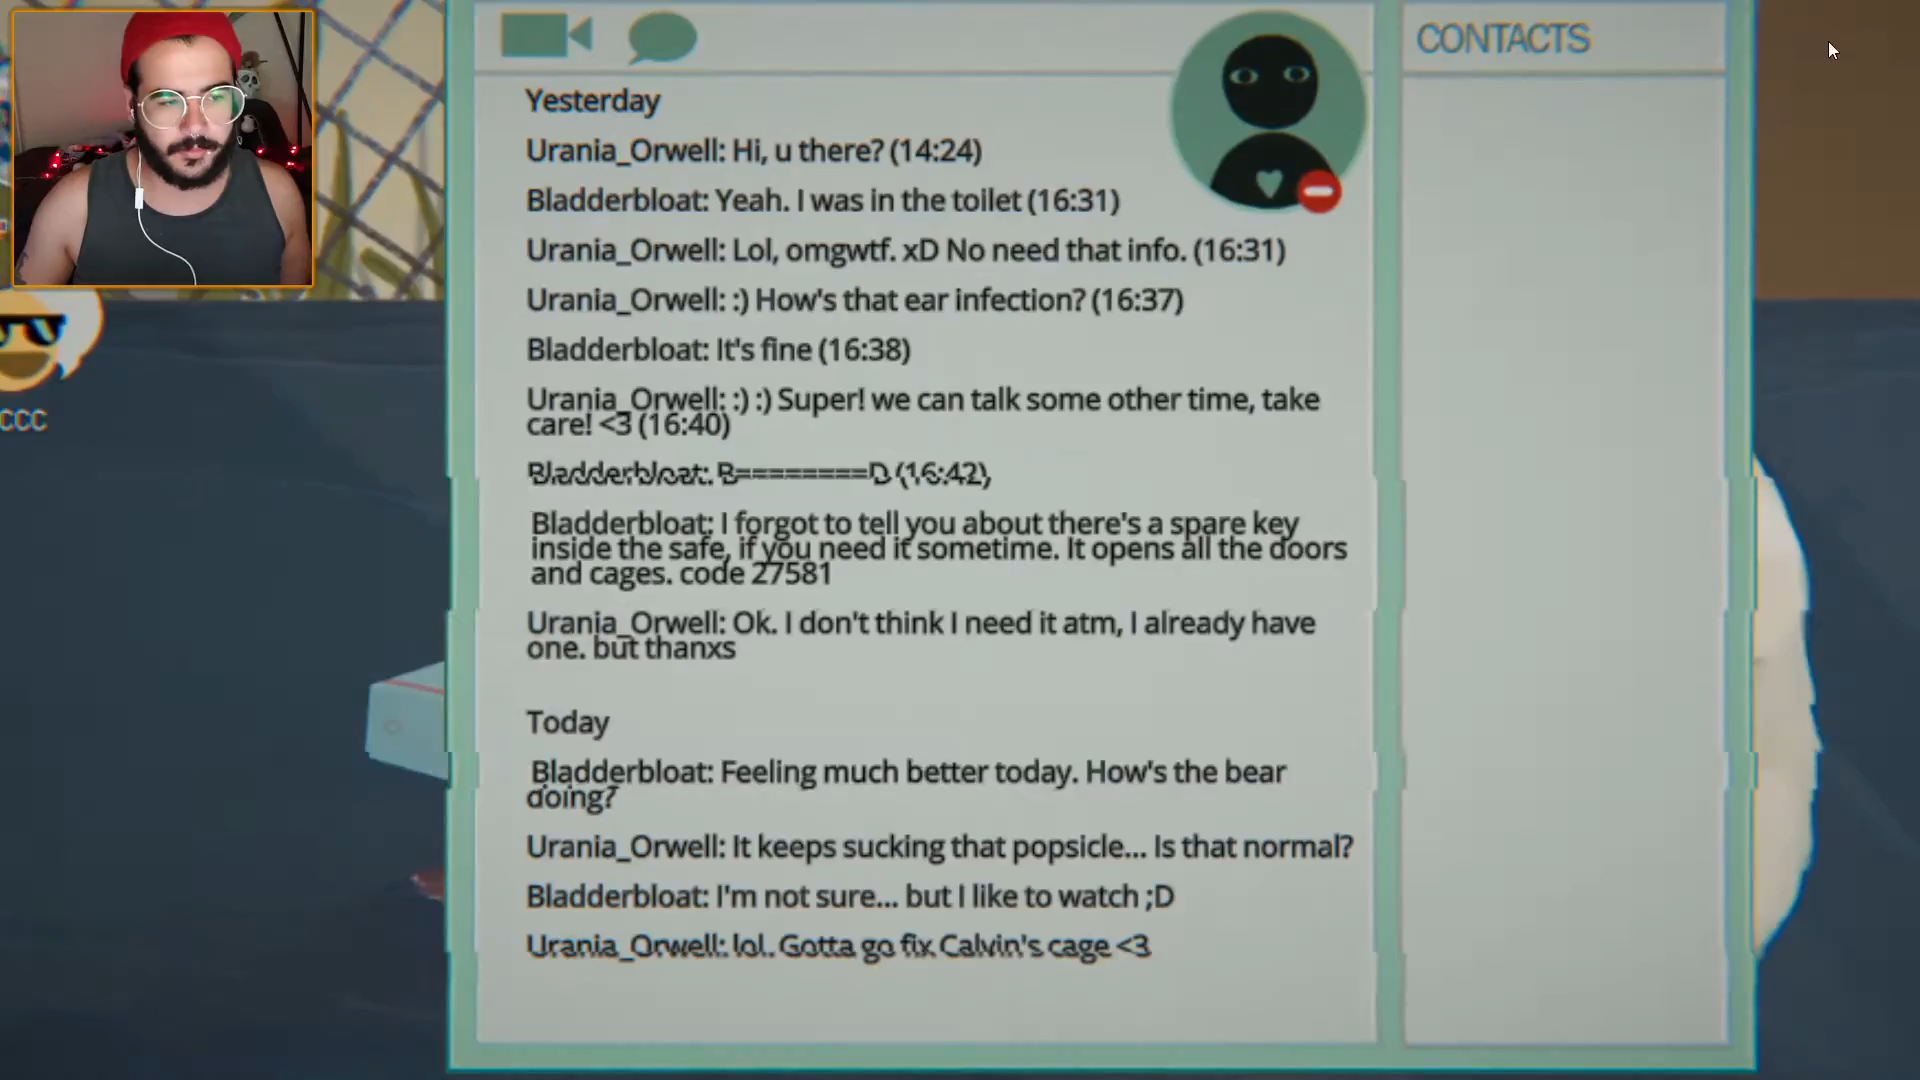 CONTACTS
Yesterday
Urania_Orwell: Hi, u there? (14:24)
Bladderbloat: Yeah. I was in the toilet (16:31)
Urania_Orwell: Lol, omgwtf. xD No need that info. (16:31)
Urania_Orwell: :) How's that ear infection? (16:37)
Bladderbloat: It's fine (16:38)
Urania_Orwell: :) :) Super! we can talk some other time, take
care! <3 (16:40)
Bladderbloat: B========D (16:42)
Bladderbloat: I forgot to tell you about there's a spare key
inside the safe, if you need it sometime. It opens all the doors
and cages. code 27581
Urania_Orwell: Ok. I don't think I need it atm, I already have
one. but thanxs
Today
Bladderbloat: Feeling much better today. How's the bear
doing?
Urania_Orwell: It keeps sucking that popsicle... Is that normal?
Bladderbloat: I'm not sure... but I like to watch ;D
Urania_Orwell: lol. Gotta go fix Calvin's cage <3
CCC